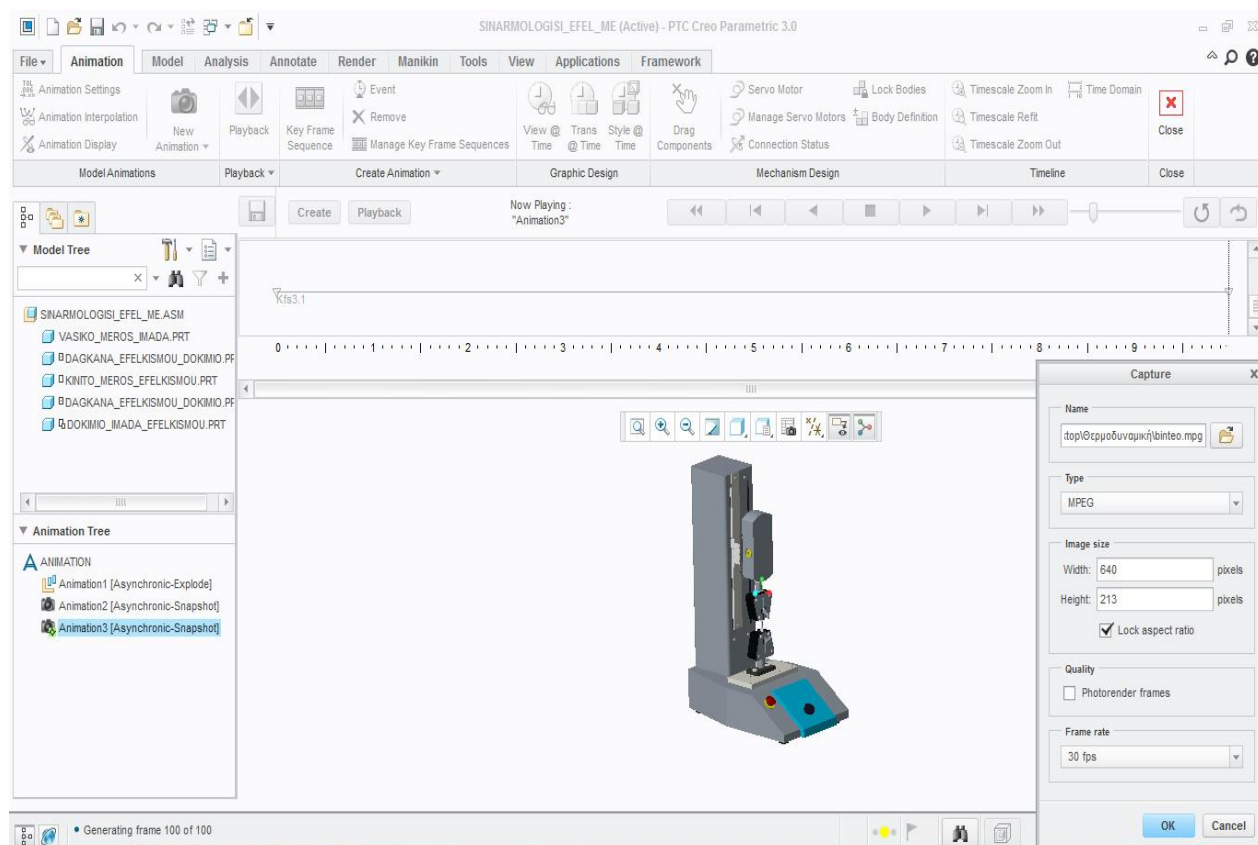 SINARMOLOGISI_EFEL_ME (Active) - PTC Creo Parametric 3.0
File Animation Model Analysis Annotate Render Manikin Tools View Applications Framework
Animation Settings
Animation Interpolation
Animation Display
New Animation
Playback
Key Frame Sequence
Event
Remove
Manage Key Frame Sequences
View @ Time
Trans @ Time
Style @ Time
Drag Components
Servo Motor
Manage Servo Motors
Connection Status
Lock Bodies
Body Definition
Timescale Zoom In
Timescale Refit
Timescale Zoom Out
Time Domain
Close
Model Animations Playback Create Animation Graphic Design Mechanism Design Timeline Close
Create Playback
Now Playing :
"Animation3"
Model Tree
SINARMOLOGISI_EFEL_ME.ASM
VASIKO_MEROS_IMADA.PRT
DAGKANA_EFELKISMOU_DOKIMIO.PF
KINITO_MEROS_EFELKISMOU.PRT
DAGKANA_EFELKISMOU_DOKIMIO.PF
DOKIMIO_IMADA_EFELKISMOU.PRT
Kfs3.1
0 1 2 3 4 5 6 7 8 9
Animation Tree
ANIMATION
Animation1 [Asynchronic-Explode]
Animation2 [Asynchronic-Snapshot]
Animation3 [Asynchronic-Snapshot]
Capture X
Name
:top\Θερμοδυναμική\binteo.mpg
Type
MPEG
Image size
Width: 640 pixels
Height: 213 pixels
Lock aspect ratio
Quality
Photorender frames
Frame rate
30 fps
OK Cancel
Generating frame 100 of 100